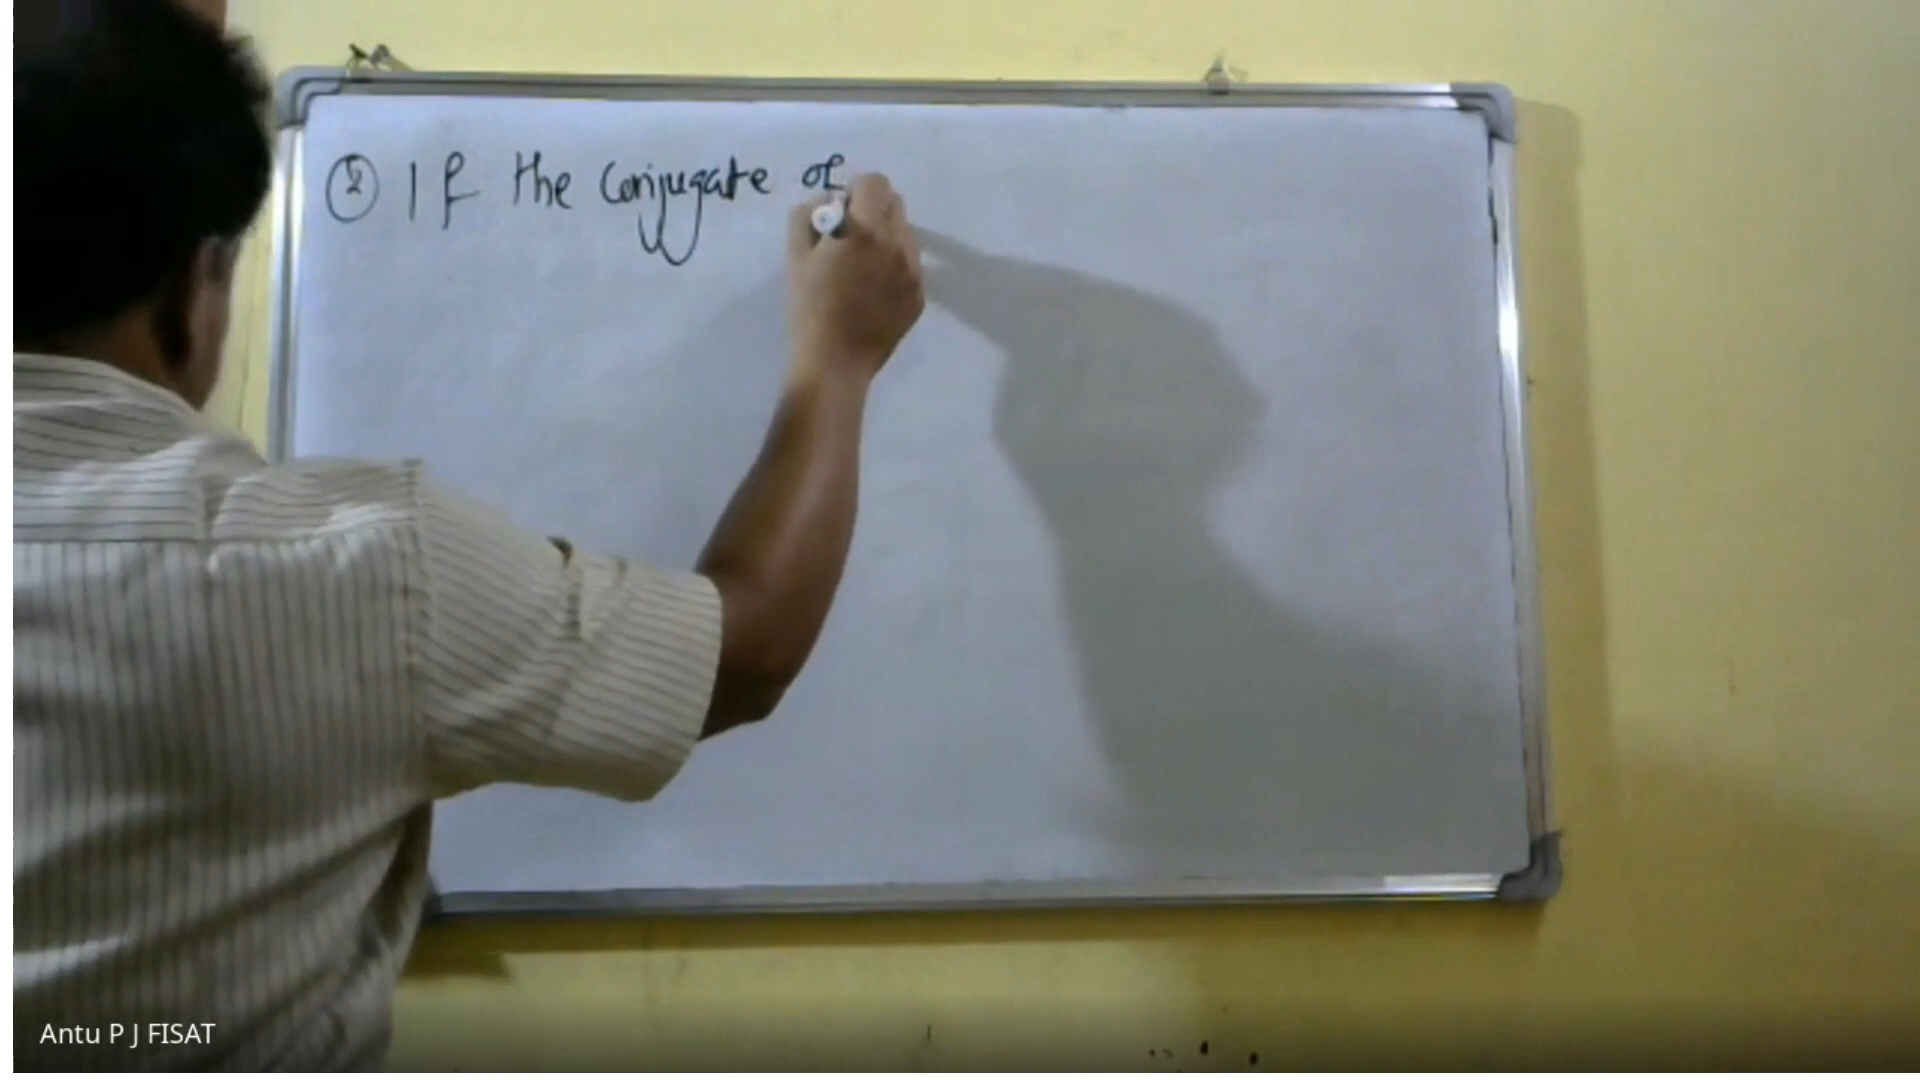 ② If the Conjugate of
Antu P J FISAT